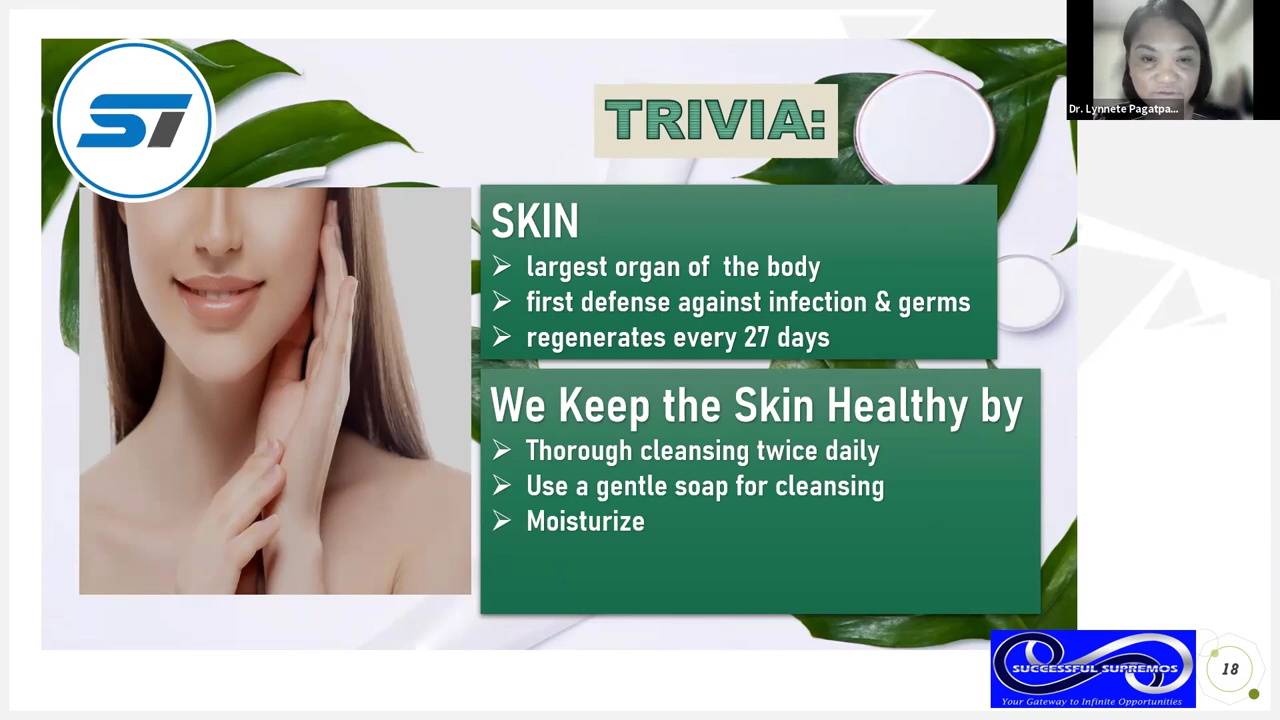 ST
TRIVIA:
Dr. Lynnete Pagatpa...
SKIN
➢ largest organ of the body
➢ first defense against infection & germs
➢ regenerates every 27 days
We Keep the Skin Healthy by
➢ Thorough cleansing twice daily
➢ Use a gentle soap for cleansing
➢ Moisturize
SUCCESSFUL SUPREMOS
Your Gateway to Infinite Opportunities
18